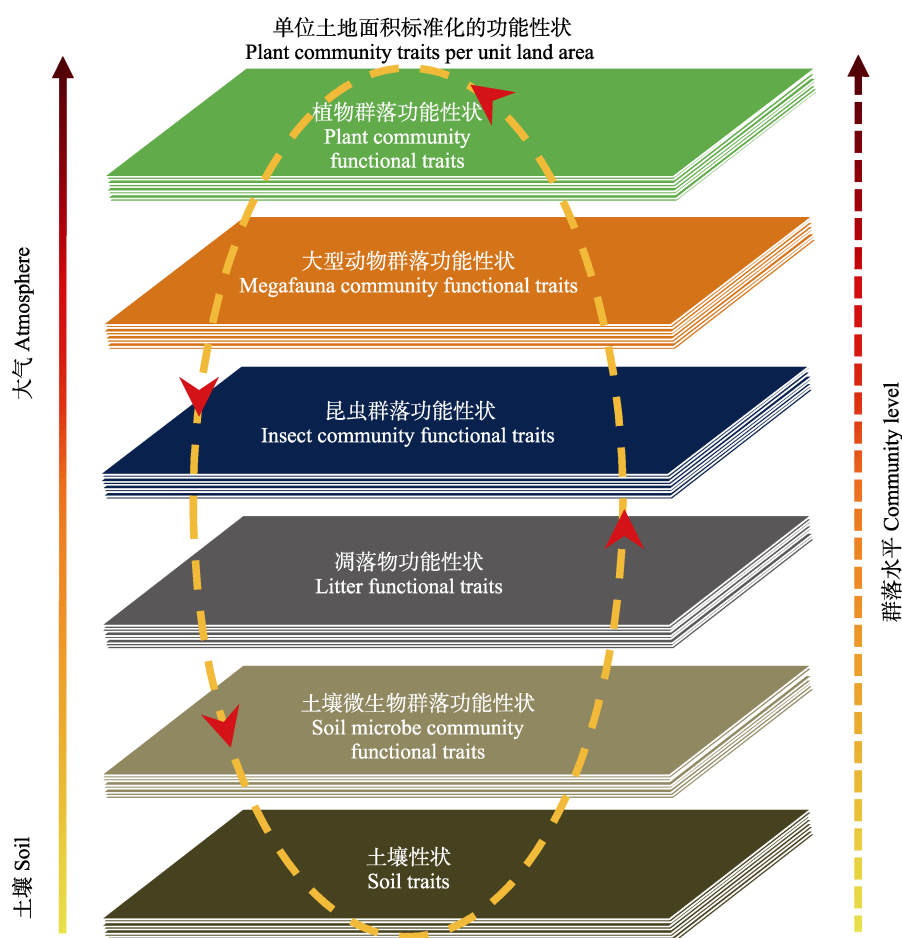 单位土地面积标准化的功能性状
Plant community traits per unit land area
植物群落功能性状
Plant community
functional traits
大型动物群落功能性状
Megafauna community functional traits
昆虫群落功能性状
Insect community functional traits
凋落物功能性状
Litter functional traits
土壤微生物群落功能性状
Soil microbe community
functional traits
土壤性状
Soil traits
大气 Atmosphere
土壤 Soil
群落水平 Community level